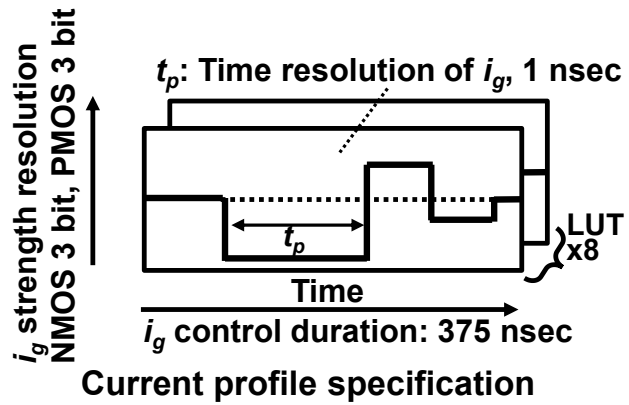 t_p: Time resolution of i_g, 1 nsec
i_g strength resolution
NMOS 3 bit, PMOS 3 bit
t_p
LUT
x8
Time
i_g control duration: 375 nsec
Current profile specification